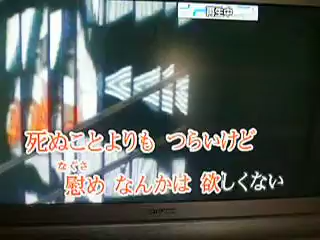 再生中
死ぬことよりも つらいけど
なぐさ
慰め なんかは 欲しくない